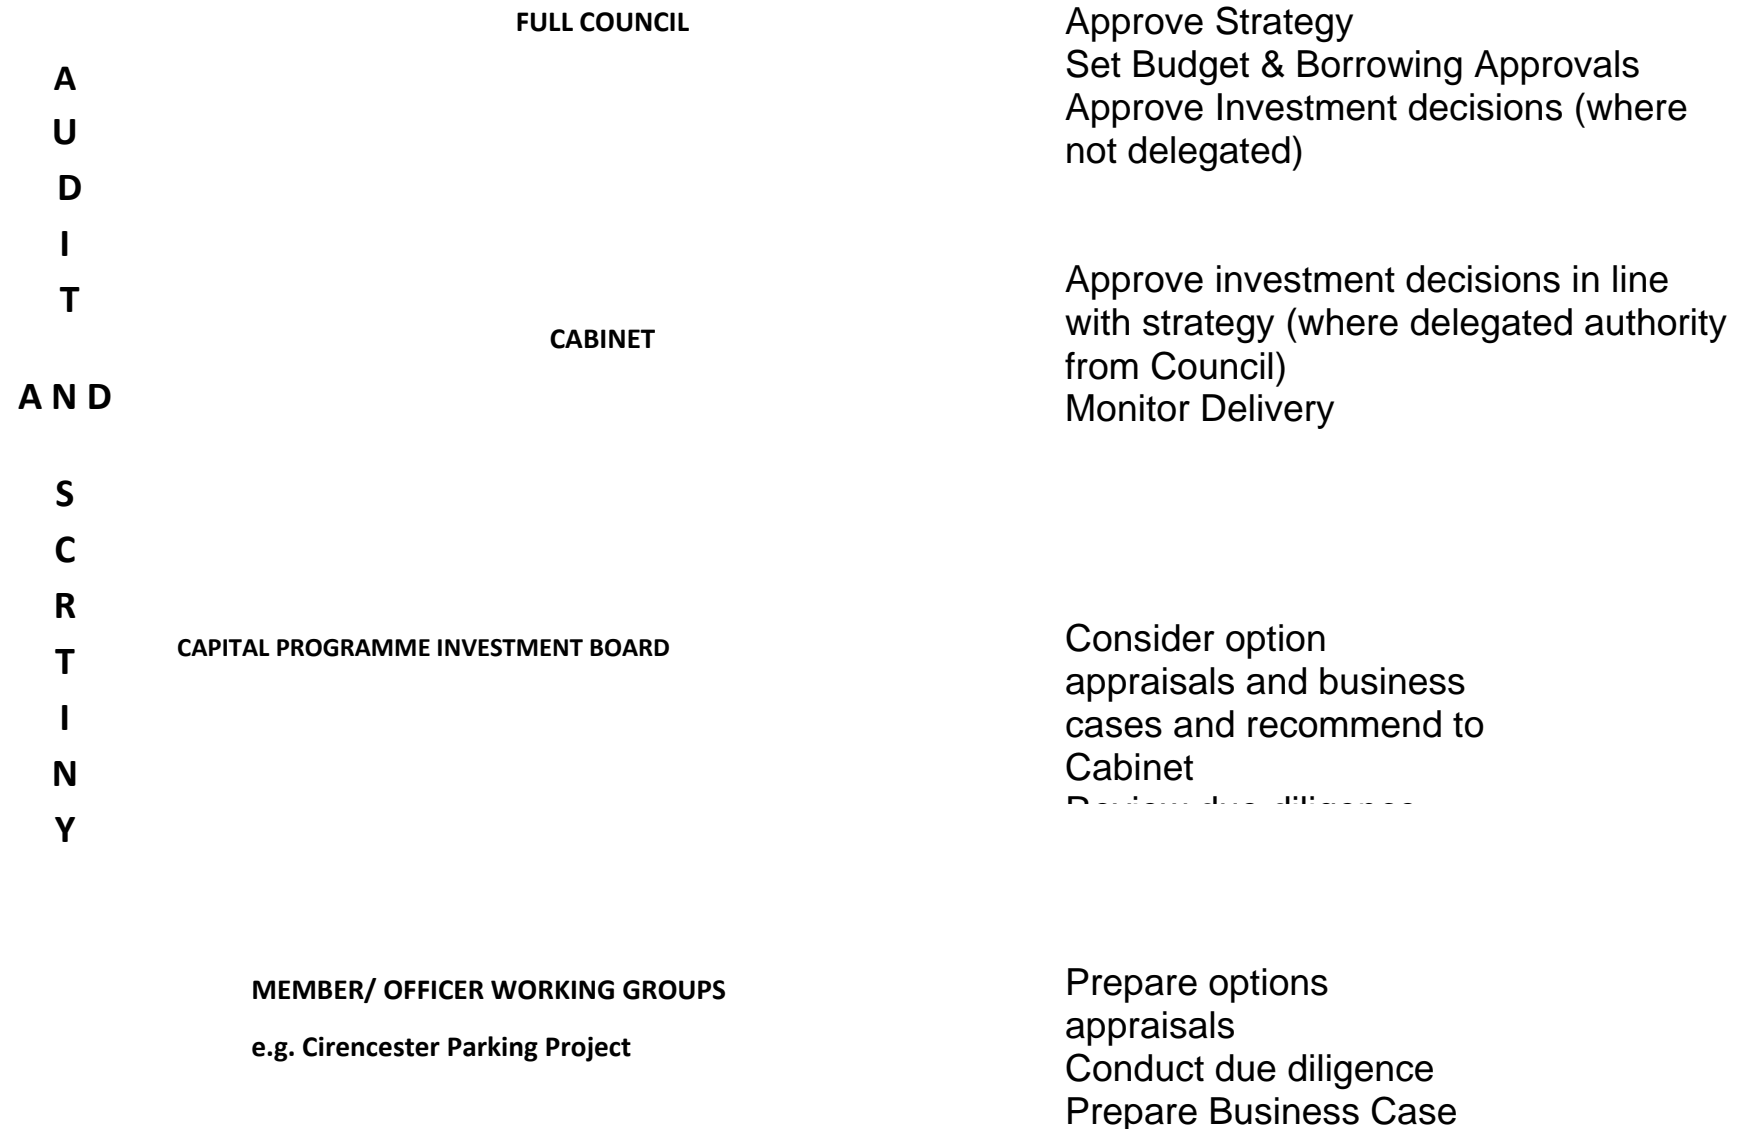 A
U
D
I
T
A N D
S
C
R
T
I
N
Y
FULL COUNCIL
Approve Strategy
Set Budget & Borrowing Approvals
Approve Investment decisions (where
not delegated)
CABINET
Approve investment decisions in line
with strategy (where delegated authority
from Council)
Monitor Delivery
CAPITAL PROGRAMME INVESTMENT BOARD
Consider option
appraisals and business
cases and recommend to
Cabinet
Review due diligence
MEMBER/ OFFICER WORKING GROUPS
e.g. Cirencester Parking Project
Prepare options
appraisals
Conduct due diligence
Prepare Business Case